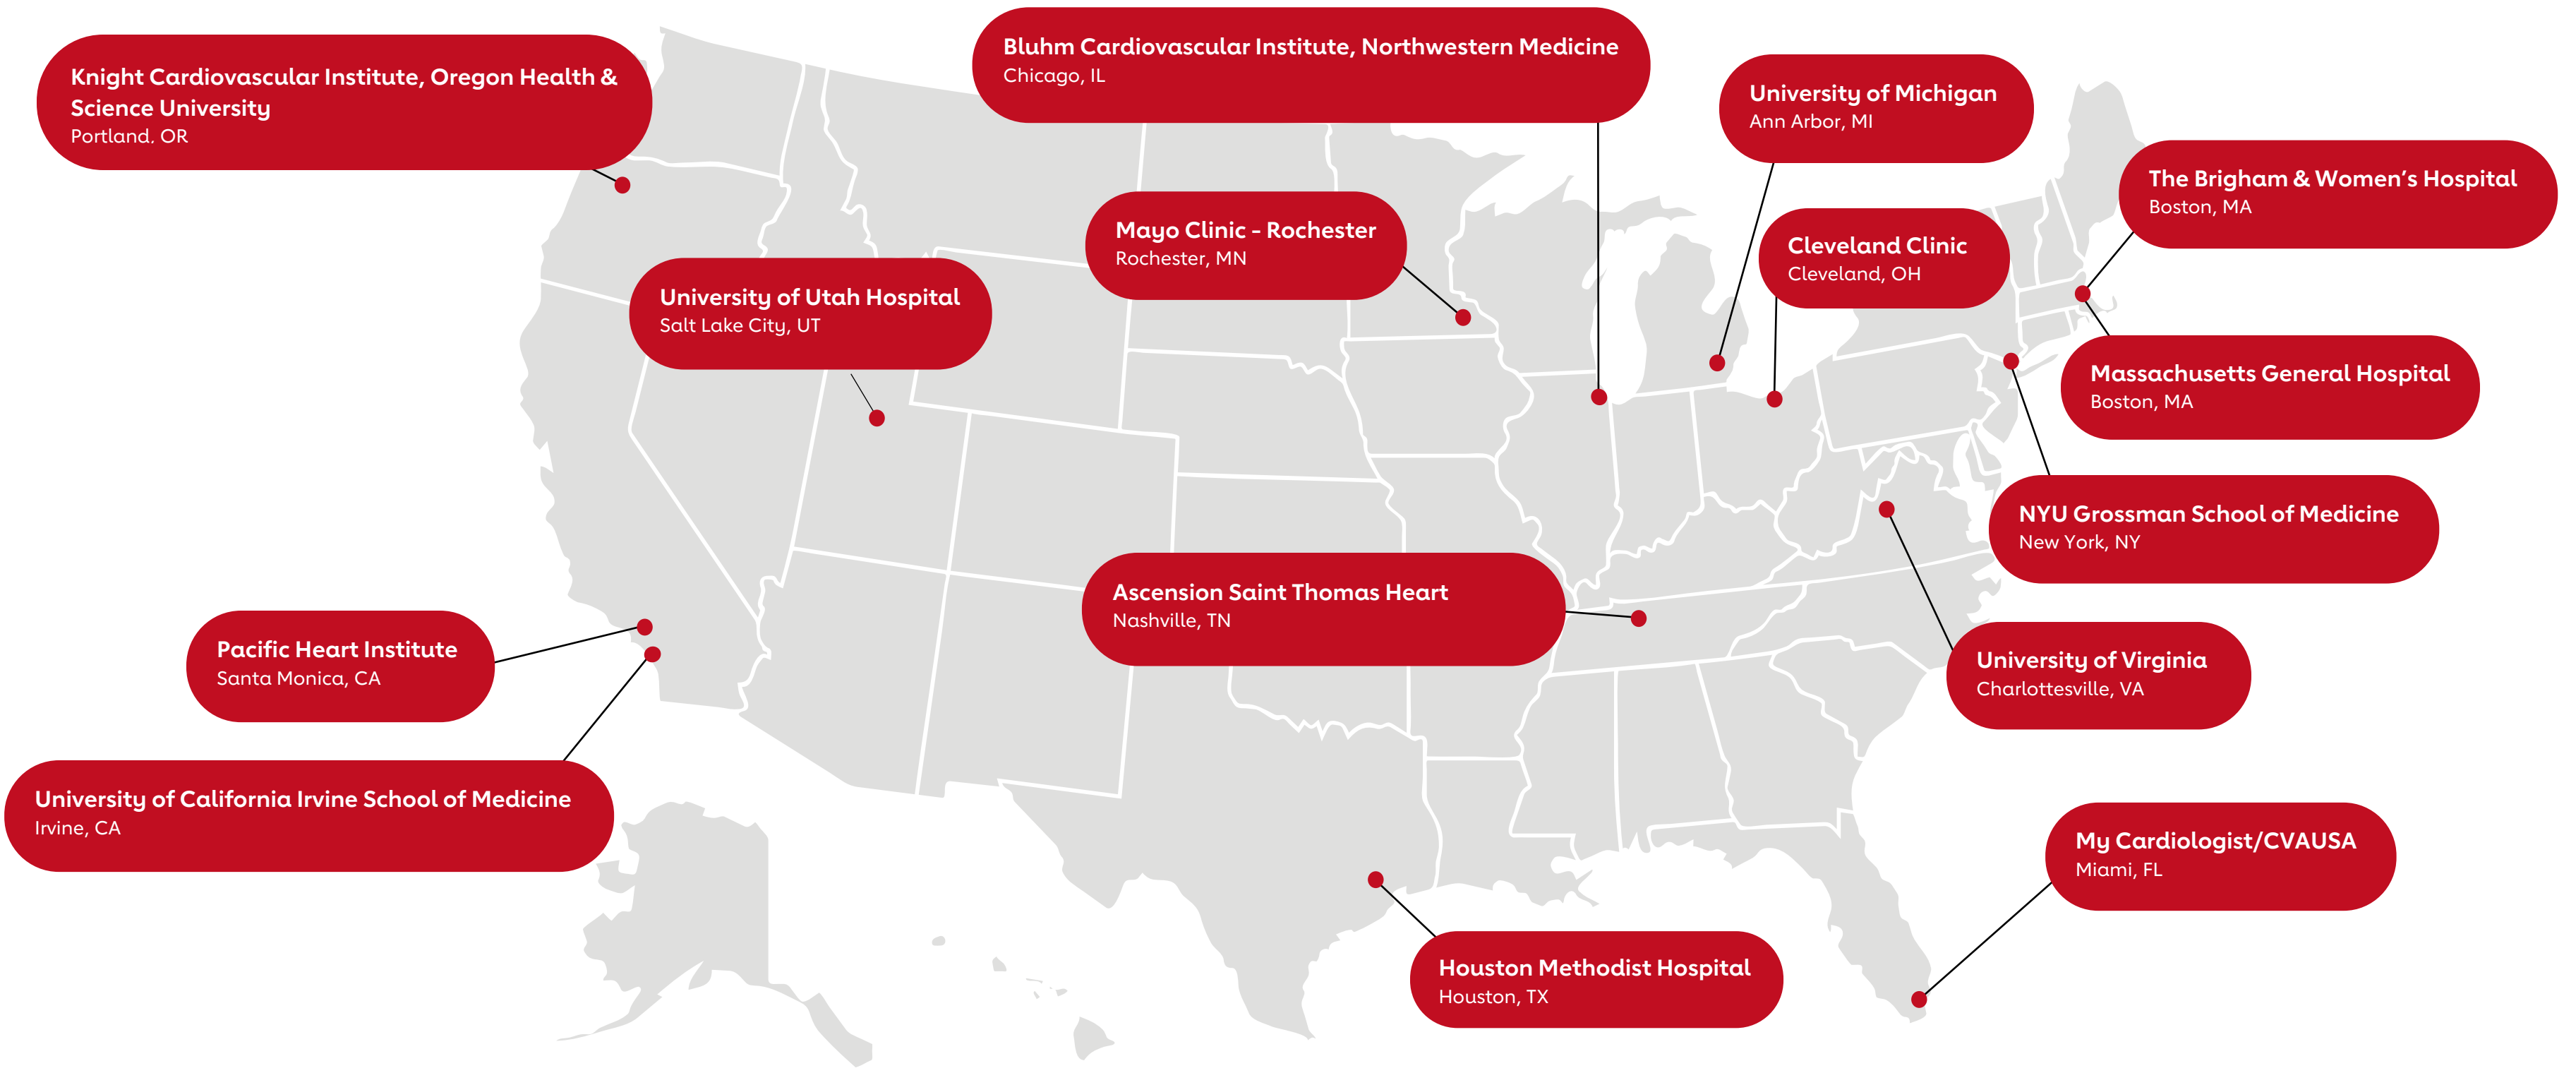 Knight Cardiovascular Institute, Oregon Health &
Science University
Portland, OR
Bluhm Cardiovascular Institute, Northwestern Medicine
Chicago, IL
University of Michigan
Ann Arbor, MI
The Brigham & Women’s Hospital
Boston, MA
Mayo Clinic - Rochester
Rochester, MN
Cleveland Clinic
Cleveland, OH
University of Utah Hospital
Salt Lake City, UT
Massachusetts General Hospital
Boston, MA
NYU Grossman School of Medicine
New York, NY
Ascension Saint Thomas Heart
Nashville, TN
Pacific Heart Institute
Santa Monica, CA
University of Virginia
Charlottesville, VA
University of California Irvine School of Medicine
Irvine, CA
My Cardiologist/CVAUSA
Miami, FL
Houston Methodist Hospital
Houston, TX